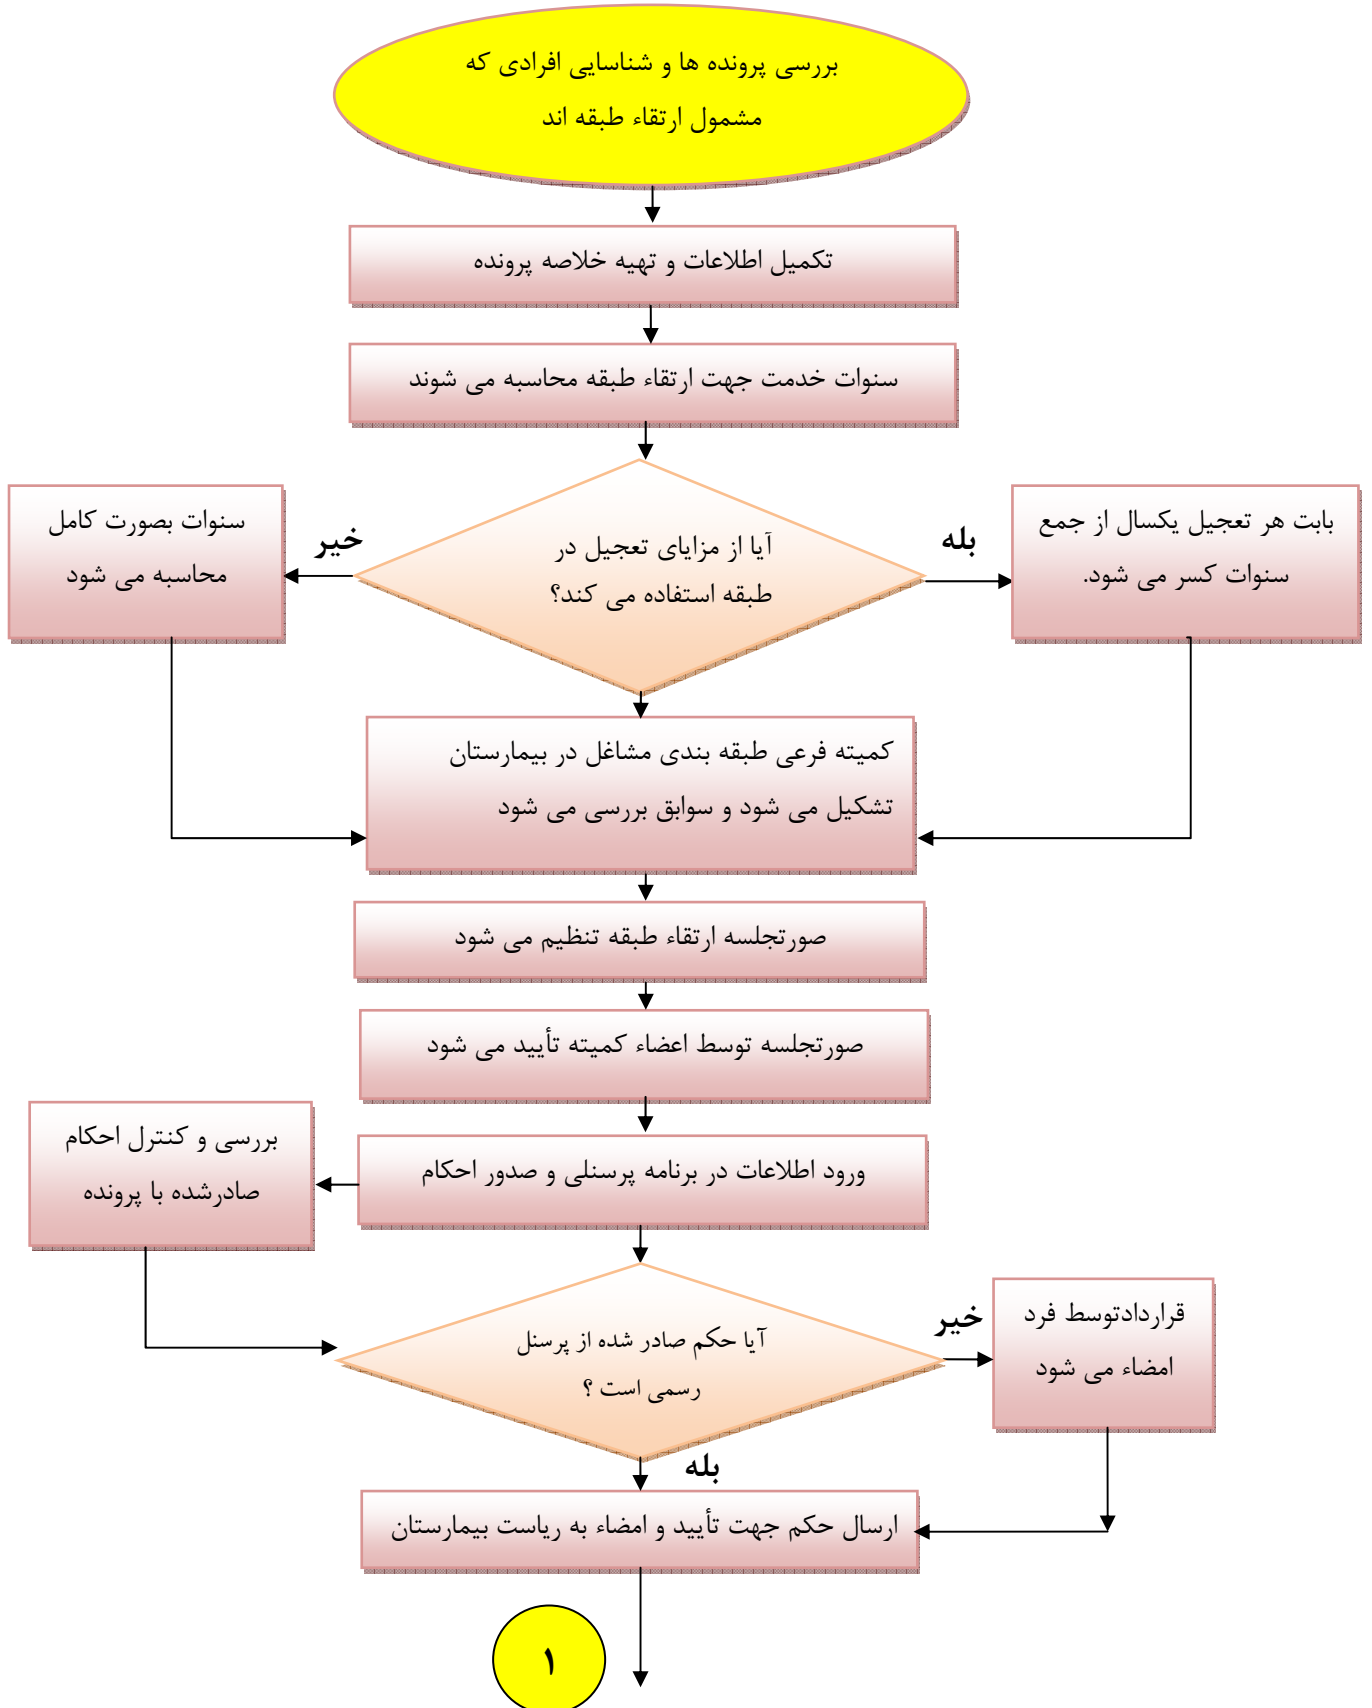 بررسی پرونده ها و شناسایی افرادی که
مشمول ارتقاء طبقه اند
تکمیل اطلاعات و تهیه خلاصه پرونده
سنوات خدمت جهت ارتقاء طبقه محاسبه می شوند
بابت هر تعجیل یکسال از جمع
سنوات کسر می شود.
بله
آیا از مزایای تعجیل در
طبقه استفاده می کند؟
خیر
سنوات بصورت کامل
محاسبه می شود
کمیته فرعی طبقه بندی مشاغل در بیمارستان
تشکیل می شود و سوابق بررسی می شود
صورتجلسه ارتقاء طبقه تنظیم می شود
صورتجلسه توسط اعضاء کمیته تأیید می شود
ورود اطلاعات در برنامه پرسنلی و صدور احکام
بررسی و کنترل احکام
صادرشده با پرونده
قراردادتوسط فرد
امضاء می شود
خیر
آیا حکم صادر شده از پرسنل
رسمی است ؟
بله
ارسال حکم جهت تأیید و امضاء به ریاست بیمارستان
۱